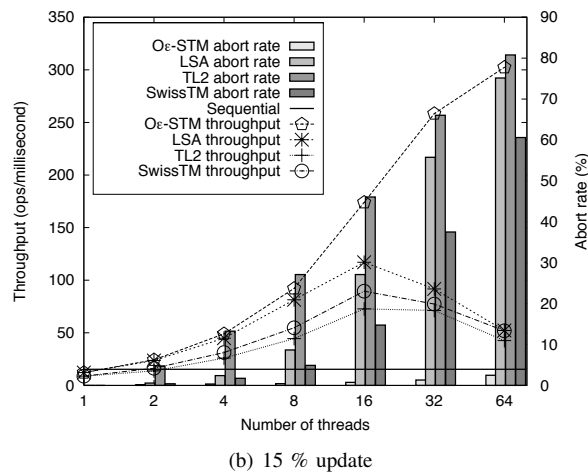 350
300
250
200
150
100
50
0
Throughput (ops/millisecond)
Oε-STM abort rate
LSA abort rate
TL2 abort rate
SwissTM abort rate
Sequential
Oε-STM throughput
LSA throughput
TL2 throughput
SwissTM throughput
90
80
70
60
50
40
30
20
10
0
Abort rate (%)
1 2 4 8 16 32 64
Number of threads
(b) 15 % update